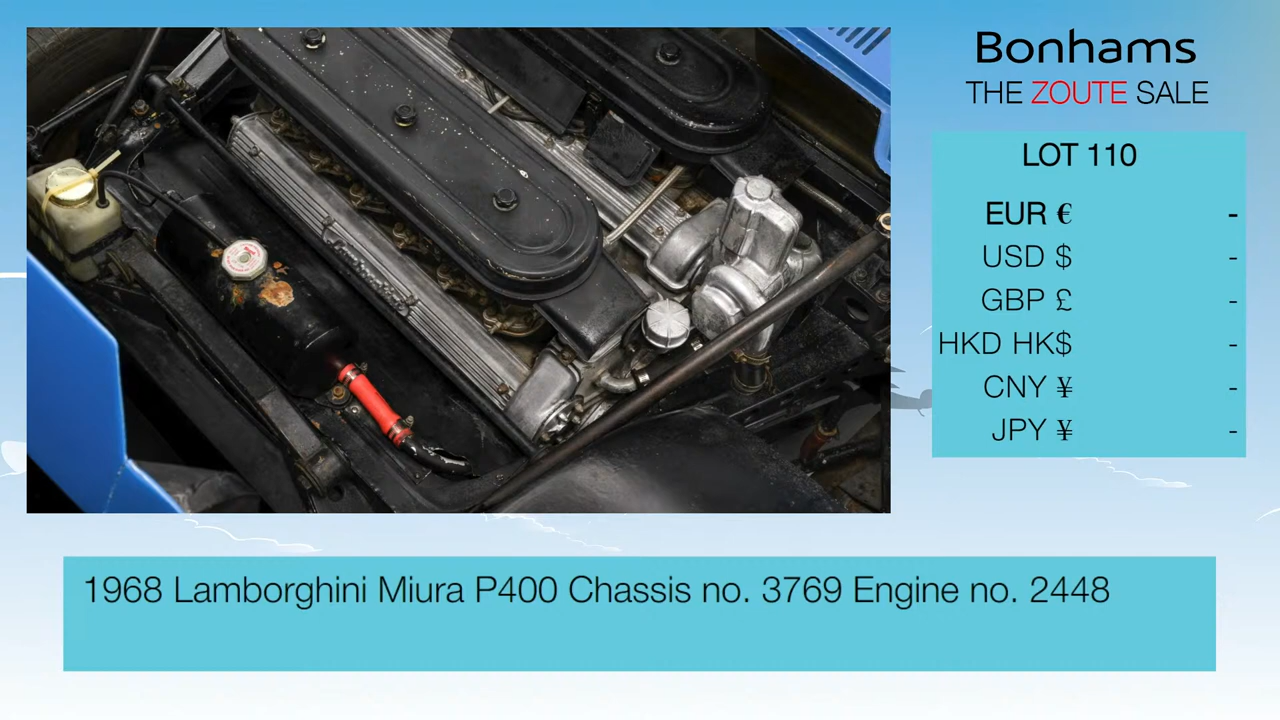 Bonhams
THE ZOUTE SALE
LOT 110
EUR € -
USD $ -
GBP £ -
HKD HK$ -
CNY ¥ -
JPY ¥ -
1968 Lamborghini Miura P400 Chassis no. 3769 Engine no. 2448